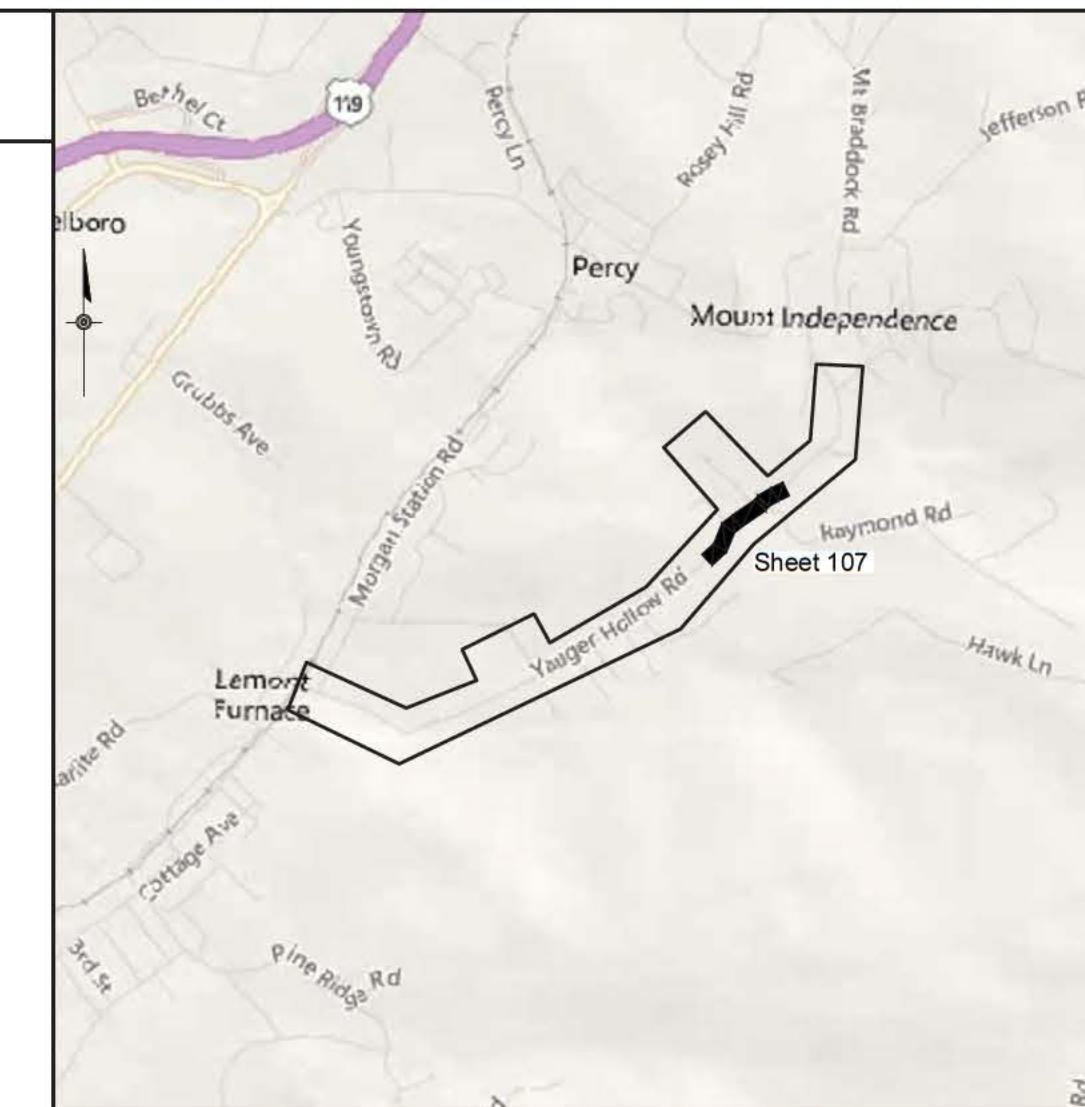 119
Bethel Ct
Percy Ln
Rosey Hill Rd
Mt Braddock Rd
Jefferson
elboro
Youngstown Rd
Percy
Mount Independence
Grubbs Ave
Morgan Station Rd
Raymond Rd
Sheet 107
Yauger Hollow Rd
Hawk Ln
Lemont
Furnace
arlite Rd
Cottage Ave
3rd St
Pine Ridge Rd
Rd